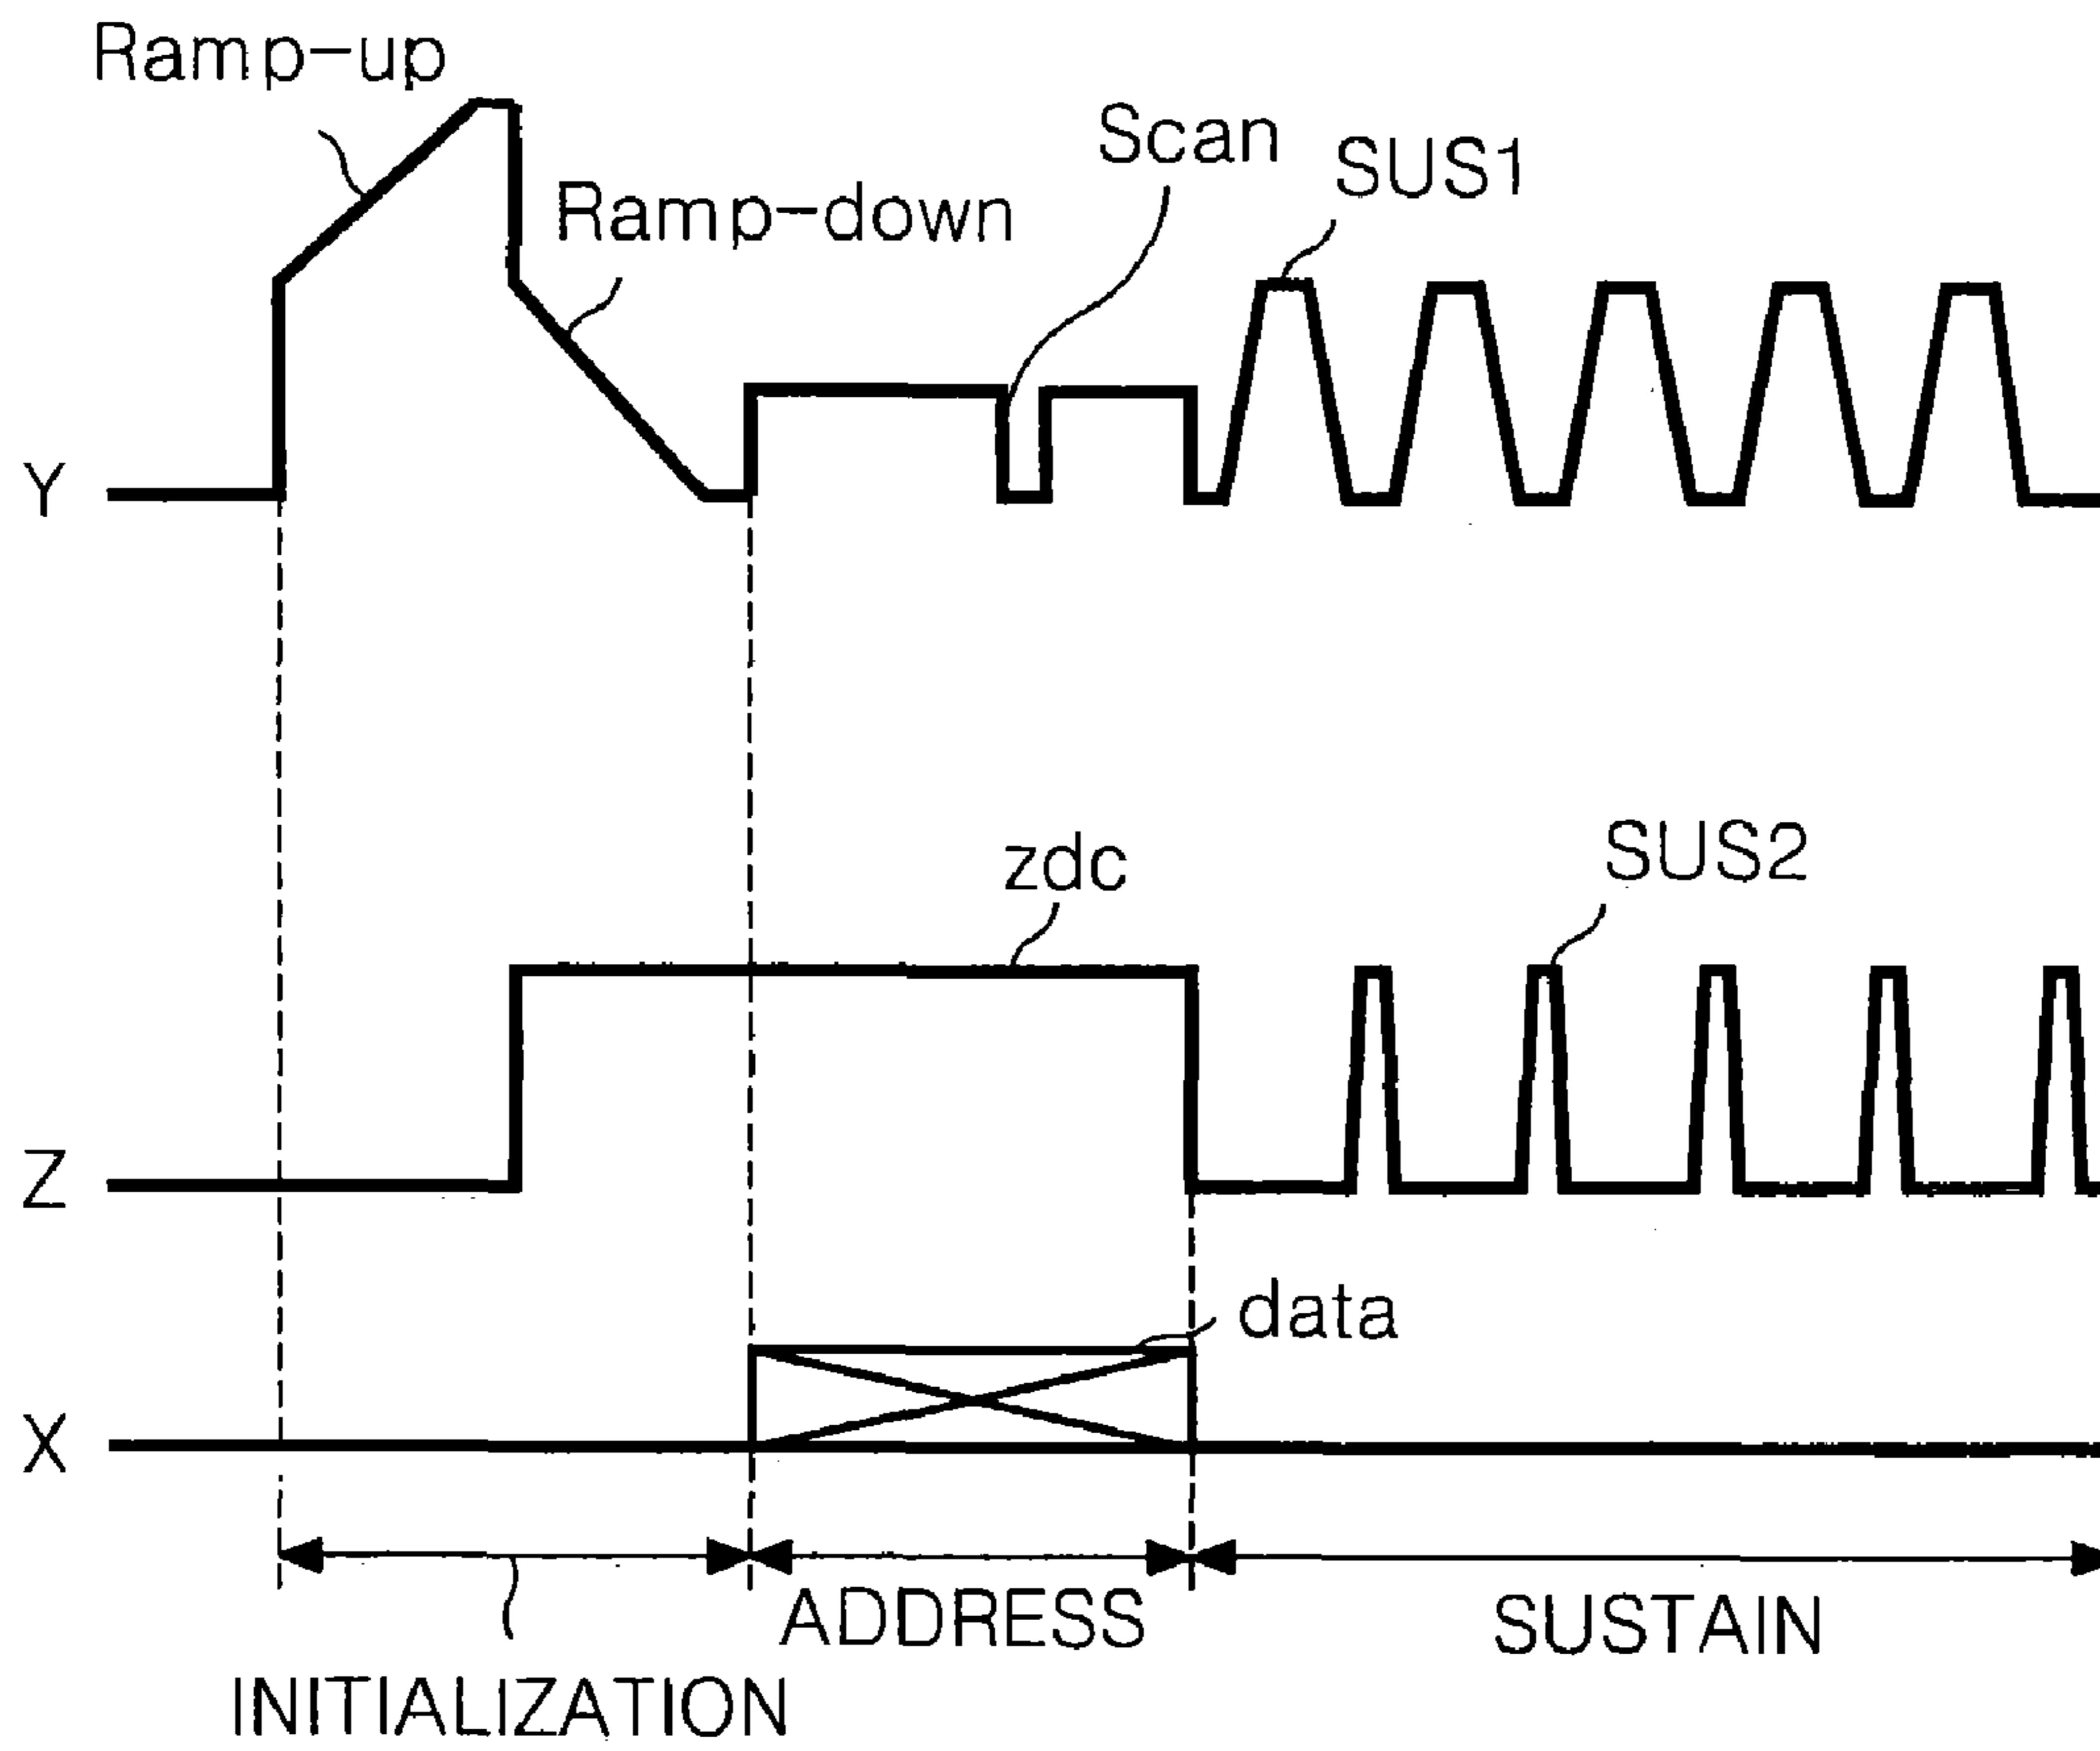 Ramp-up
Scan
SUS1
Ramp-down
Y
zdc
SUS2
Z
data
X
ADDRESS
SUSTAIN
INITIALIZATION